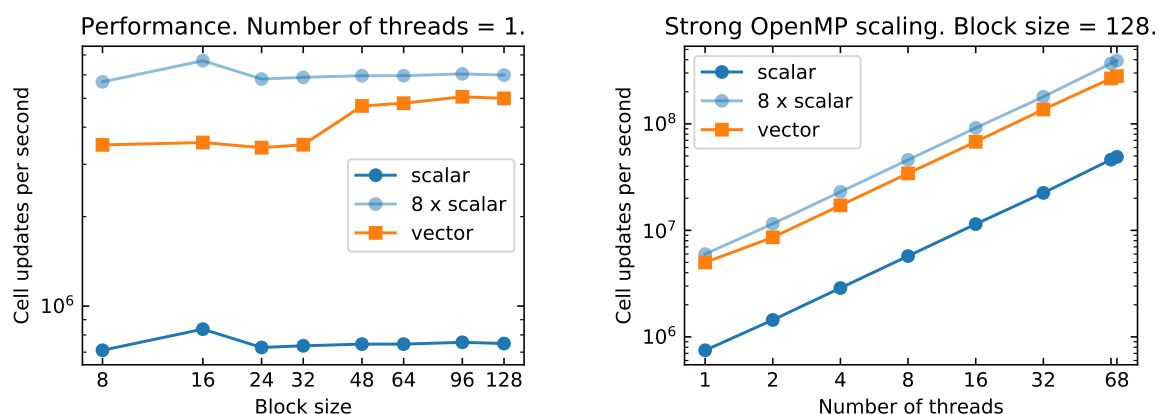 Performance. Number of threads = 1.
Cell updates per second
10^6
scalar
8 x scalar
vector
8 16 24 32 48 64 96 128
Block size
Strong OpenMP scaling. Block size = 128.
Cell updates per second
10^8
10^7
10^6
scalar
8 x scalar
vector
1 2 4 8 16 32 68
Number of threads